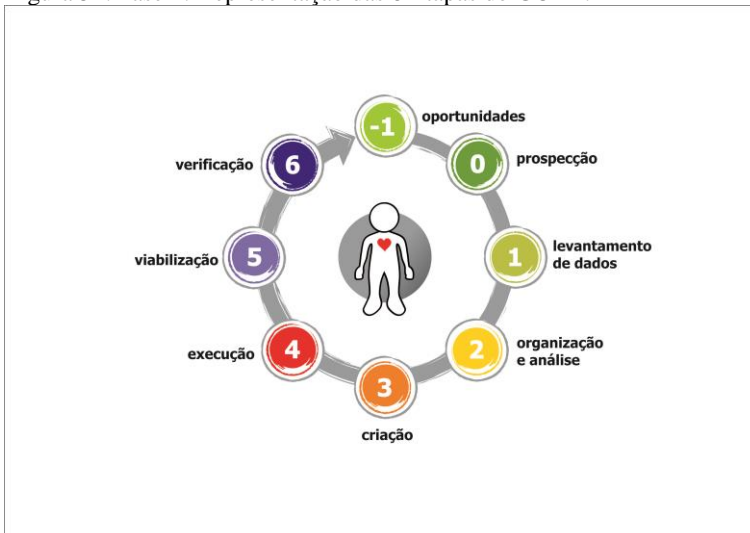 -1
oportunidades
0
prospecção
1
levantamento
de dados
2
organização
e análise
3
criação
4
execução
5
viabilização
6
verificação